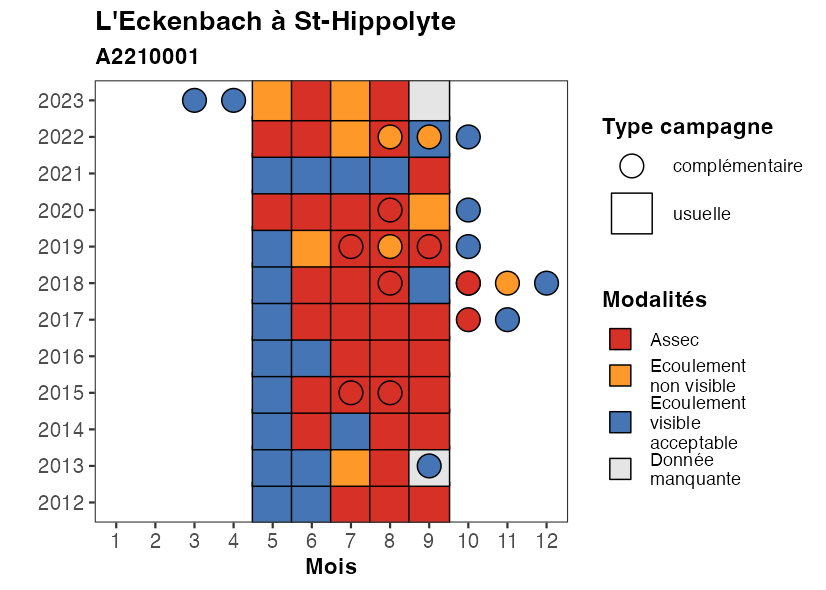 L'Eckenbach à St-Hippolyte
A2210001
2023
2022
2021
2020
2019
2018
2017
2016
2015
2014
2013
2012
1 2 3 4 5 6 7 8 9 10 11 12
Mois
Type campagne
complémentaire
usuelle
Modalités
Assec
Ecoulement
non visible
Ecoulement
visible
acceptable
Donnée
manquante